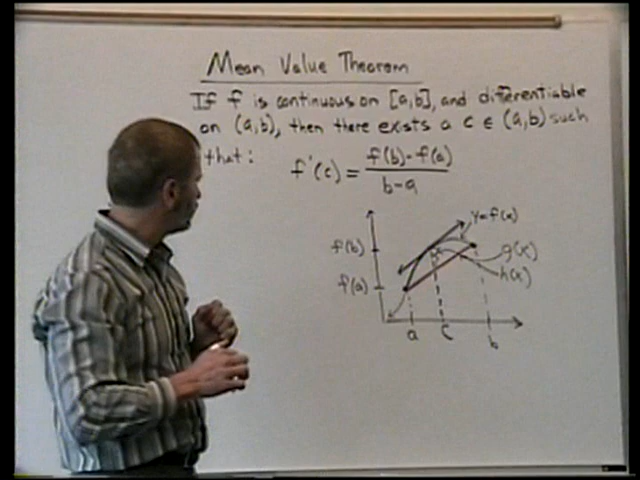 Mean Value Theorem
If f is continuous on [a,b], and differentiable
on (a,b), then there exists a c ∈ (a,b) such
that: f'(c) = f(b)-f(a)
b-a
y=f(x)
f(b)
g(x)
h(x)
f(a)
a c b